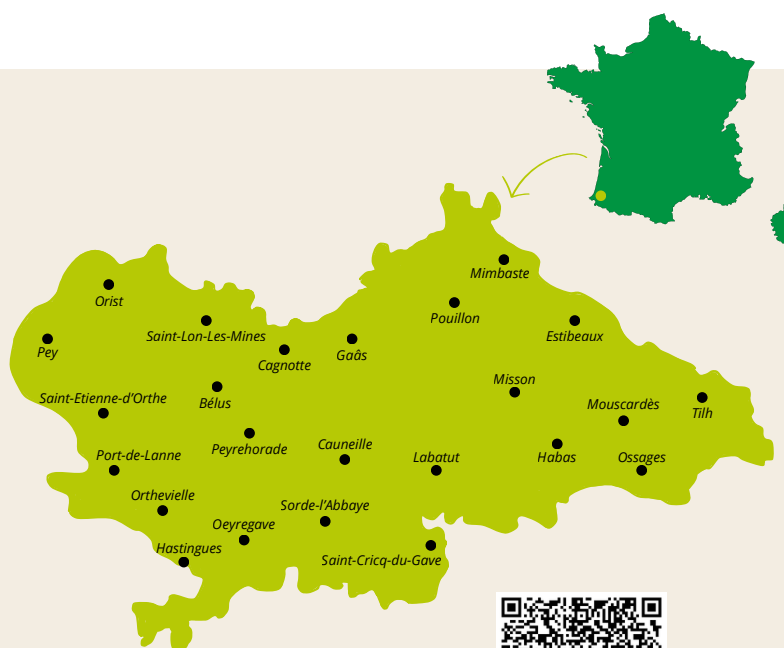 Mimbaste
Orist
Pouillon
Saint-Lon-Les-Mines
Estibeaux
Pey
Gaâs
Cagnotte
Misson
Saint-Etienne-d'Orthe
Bélus
Mouscardès
Tilh
Cauneille
Peyrehorade
Port-de-Lanne
Labatut
Habas
Ossages
Orthevielle
Sorde-l'Abbaye
Oeyregave
Hastingues
Saint-Cricq-du-Gave